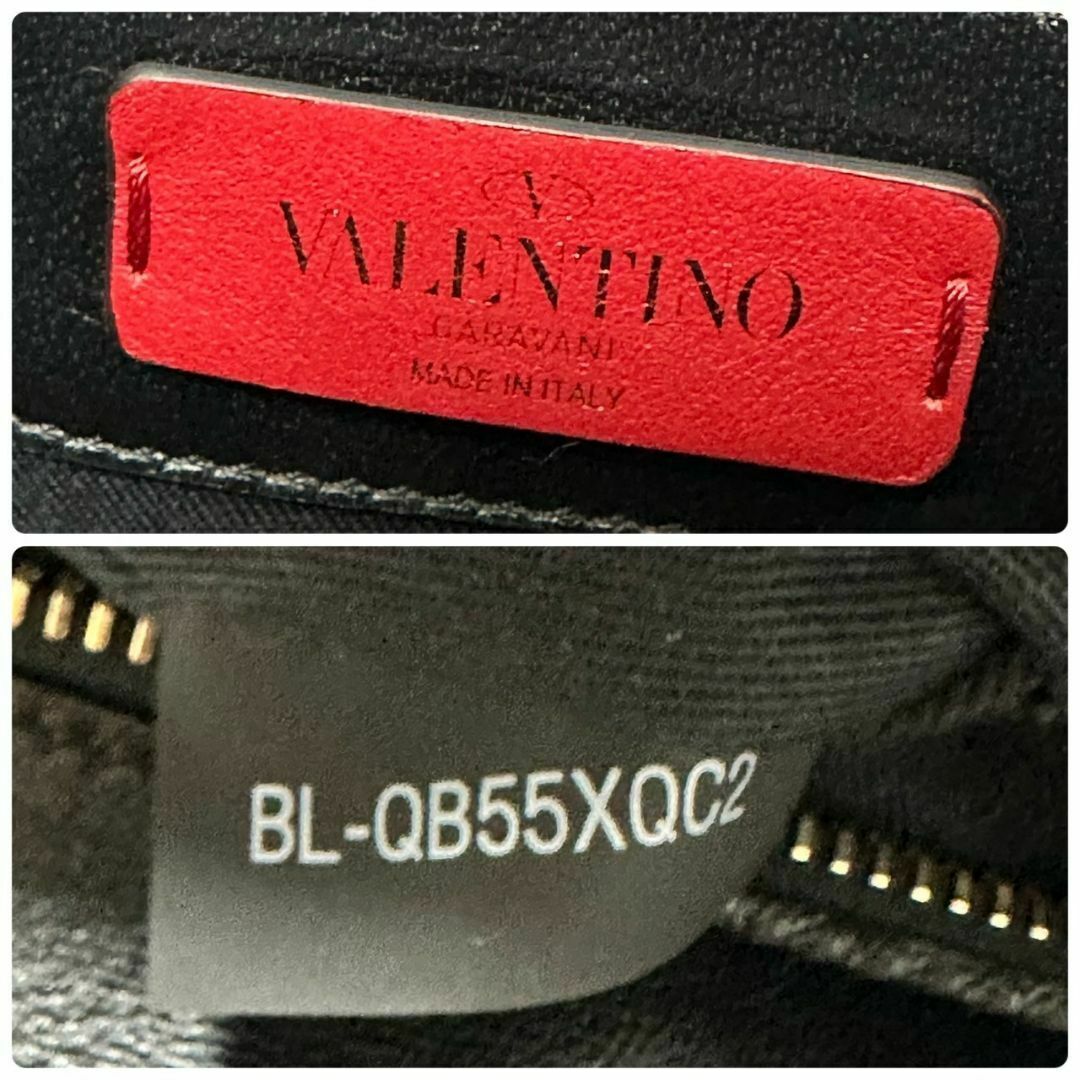 V
VALENTINO
GARAVANI
MADE IN ITALY
BL-QB55XQC2